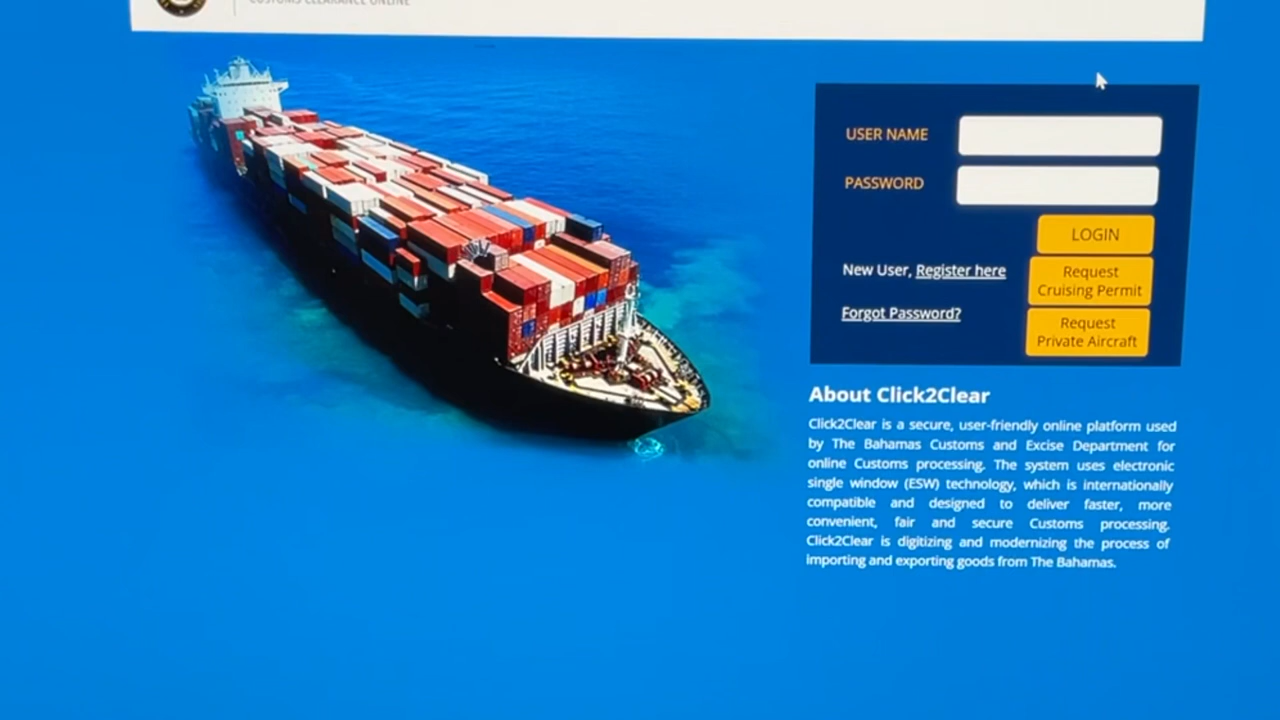 CUSTOMS CLEARANCE ONLINE
USER NAME
PASSWORD
LOGIN
New User, Register here
Request
Cruising Permit
Forgot Password?
Request
Private Aircraft
About Click2Clear
Click2Clear is a secure, user-friendly online platform used
by The Bahamas Customs and Excise Department for
online Customs processing. The system uses electronic
single window (ESW) technology, which is internationally
compatible and designed to deliver faster, more
convenient, fair and secure Customs processing.
Click2Clear is digitizing and modernizing the process of
importing and exporting goods from The Bahamas.